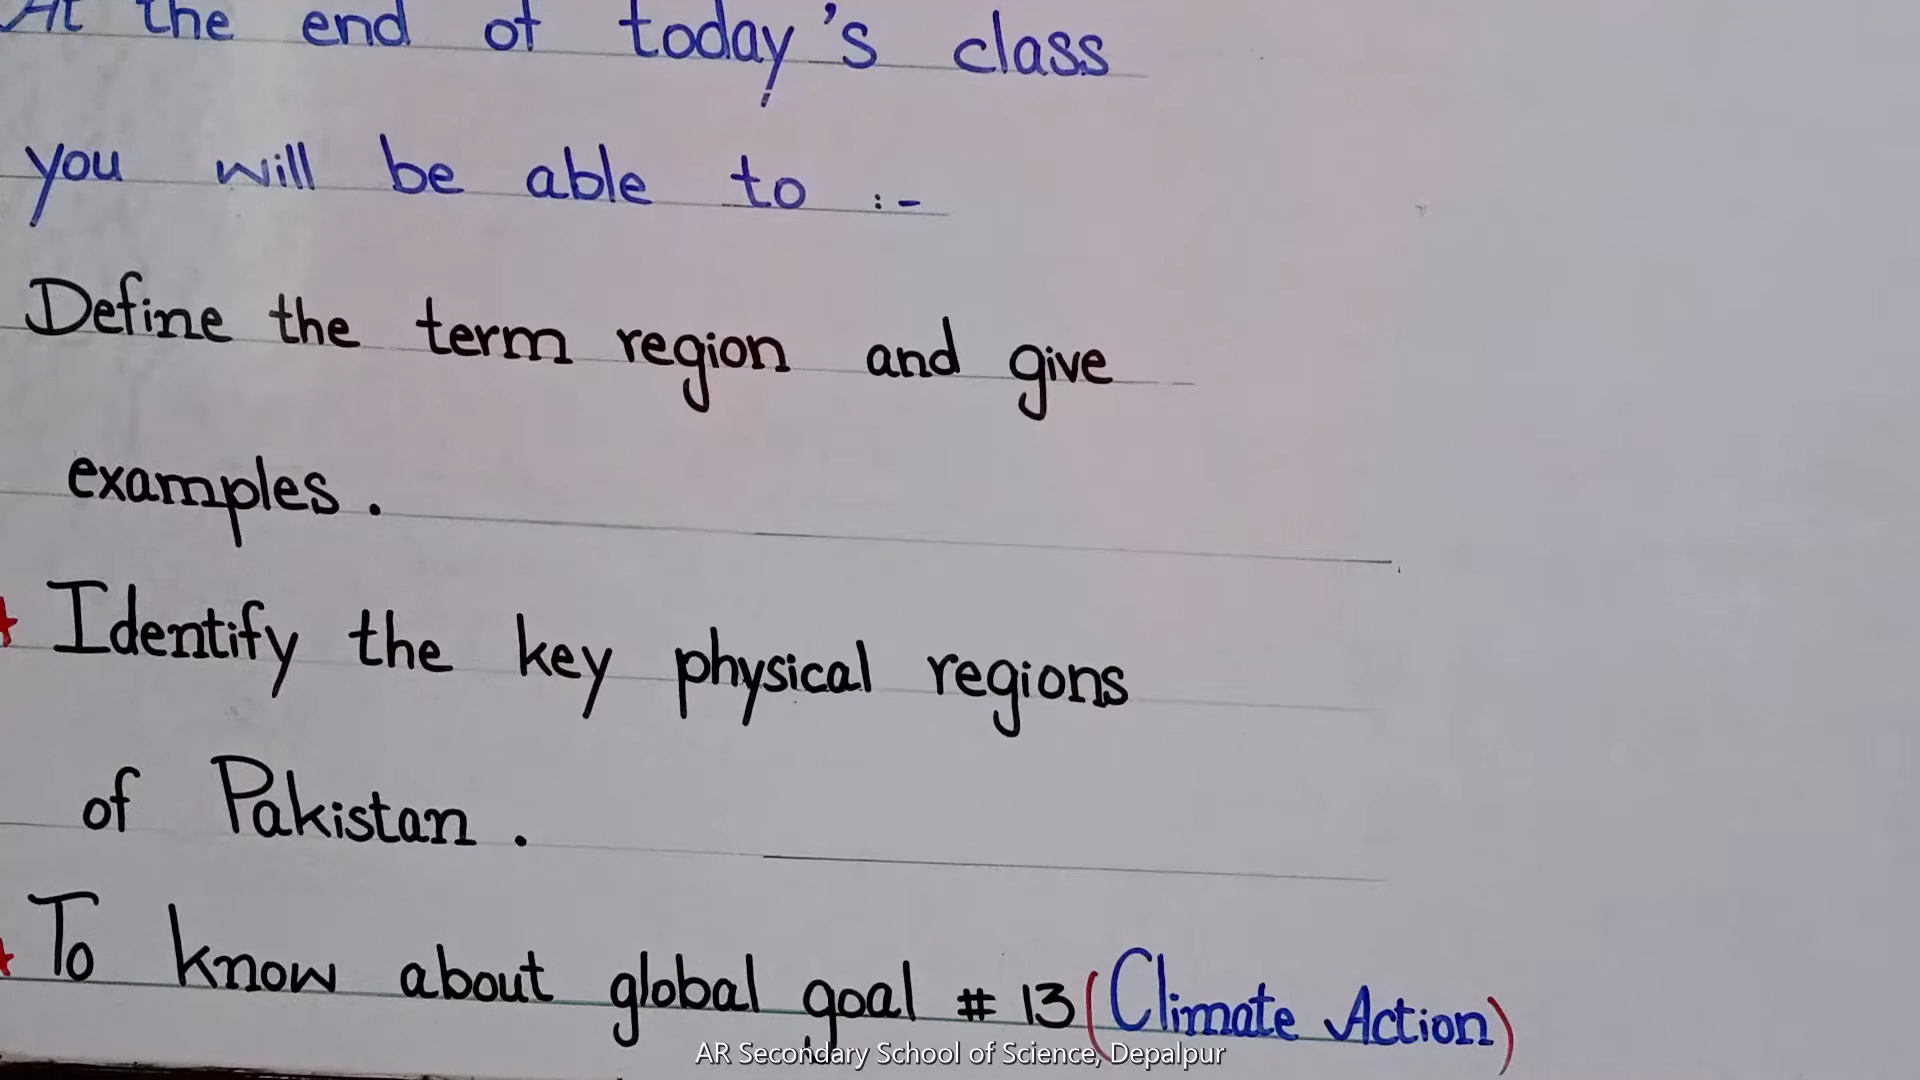 At the end of today's class
you will be able to :-
Define the term region and give
examples.
Identify the key physical regions
of Pakistan.
To know about global goal # 13 (Climate Action)
AR Secondary School of Science, Depalpur